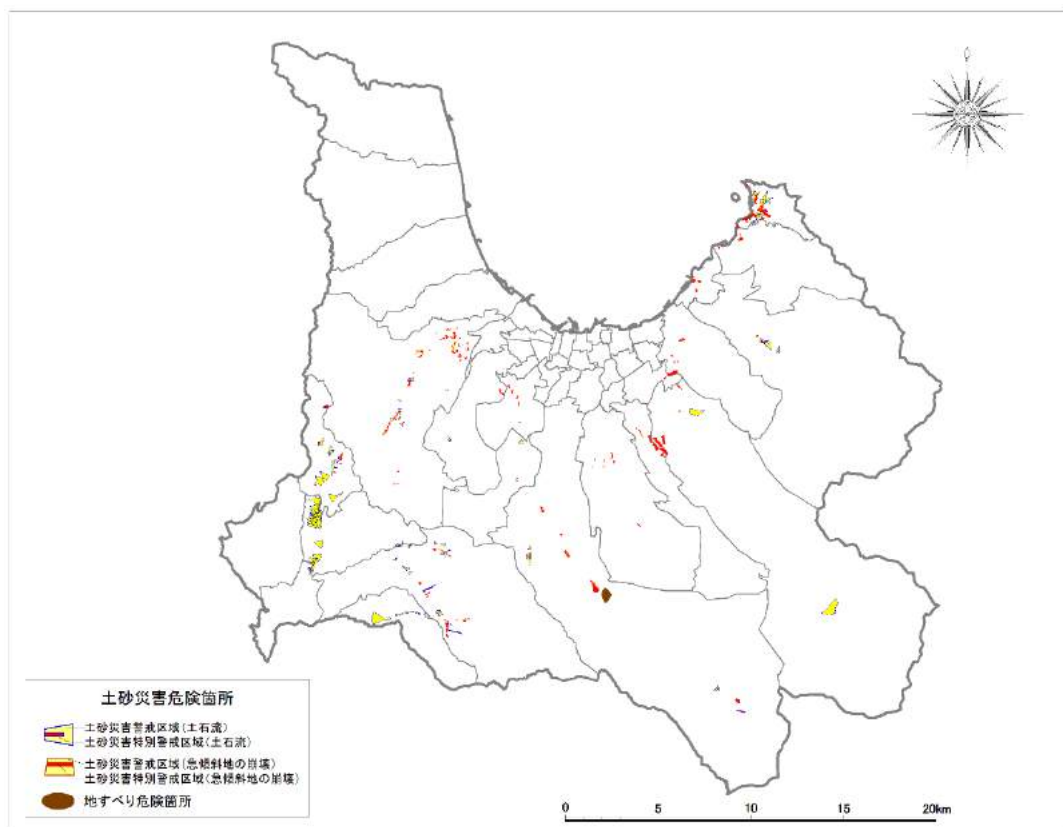 土砂災害危険箇所
土砂災害警戒区域(土石流)
土砂災害特別警戒区域(土石流)
土砂災害警戒区域(急傾斜地の崩壊)
土砂災害特別警戒区域(急傾斜地の崩壊)
地すべり危険箇所
0 5 10 15 20km